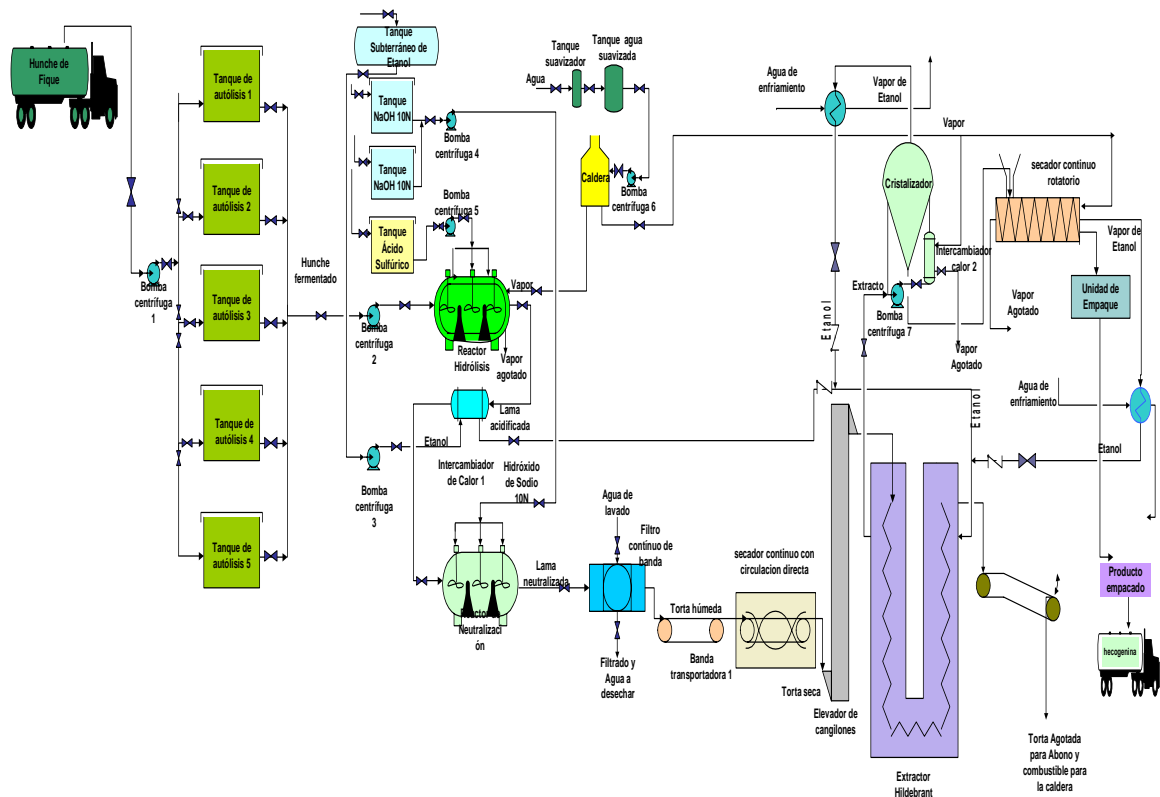 Hunche de
Fique
Tanque de
autólisis 1
Tanque de
autólisis 2
Tanque de
autólisis 3
Tanque de
autólisis 4
Tanque de
autólisis 5
Bomba
centrífuga
1
Hunche
fermentado
Tanque
Subterráneo de
Etanol
Tanque
NaOH 10N
Tanque
NaOH 10N
Tanque
Ácido
Sulfúrico
Bomba
centrífuga 4
Bomba
centrífuga 5
Bomba
centrífuga
2
Reactor
Hidrólisis
Vapor
Vapor
agotado
Lama
acidificada
Etanol
Bomba
centrífuga
3
Intercambiador
de Calor 1
Hidróxido
de Sodio
10N
Reactor de
Neutralizaci
ón
Lama
neutralizada
Tanque
suavizador
Tanque agua
suavizada
Agua
Caldera
Bomba
centrífuga 6
Agua de
lavado
Filtro
continuo de
banda
Filtrado y
Agua a
desechar
Torta húmeda
Banda
transportadora 1
secador continuo con
circulacion directa
Torta seca
Elevador de
cangilones
Extractor
Hildebrant
Agua de
enfriamiento
Vapor de
Etanol
Vapor
Cristalizador
Intercambiador
calor 2
Extracto
Bomba
centrífuga
7
Vapor
Agotado
Vapor
Agotado
secador continuo
rotatorio
Vapor de
Etanol
Unidad de
Empaque
Agua de
enfriamiento
Etanol
Etanol
Etanol
Producto
empacado
hecogenina
Torta Agotada
para Abono y
combustible para
la caldera